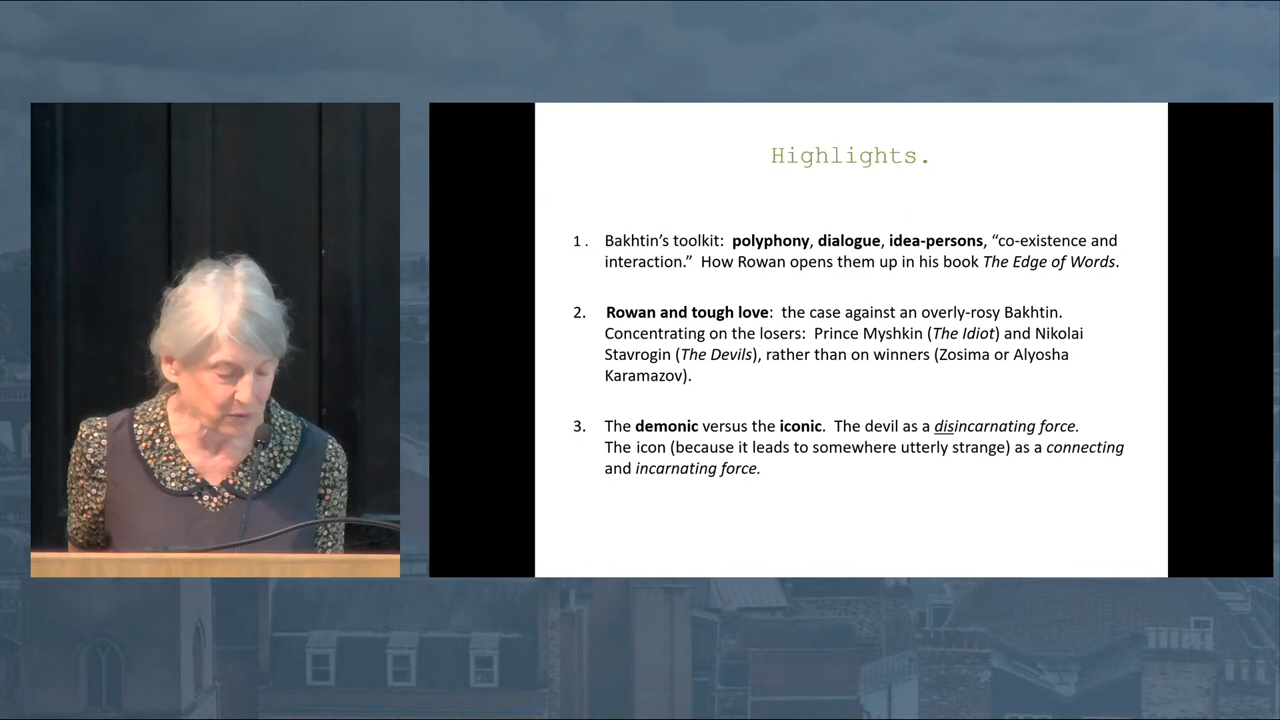 Highlights.
1. Bakhtin’s toolkit: polyphony, dialogue, idea-persons, “co-existence and
interaction.” How Rowan opens them up in his book The Edge of Words.
2. Rowan and tough love: the case against an overly-rosy Bakhtin.
Concentrating on the losers: Prince Myshkin (The Idiot) and Nikolai
Stavrogin (The Devils), rather than on winners (Zosima or Alyosha
Karamazov).
3. The demonic versus the iconic. The devil as a disincarnating force.
The icon (because it leads to somewhere utterly strange) as a connecting
and incarnating force.